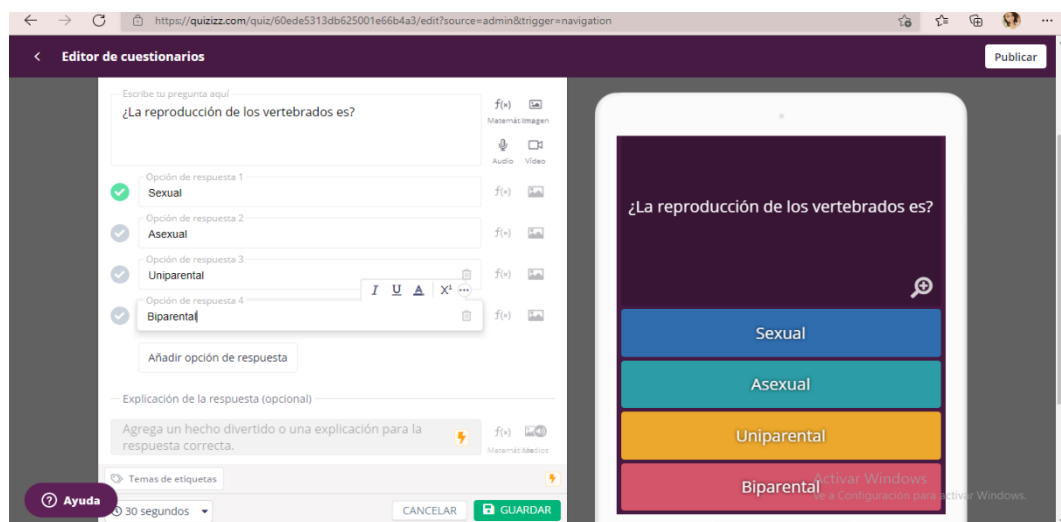 https://quizizz.com/quiz/60ede5313db625001e66b4a3/edit?source=admin&trigger=navigation
Editor de cuestionarios
Publicar
Escribe tu pregunta aquí
¿La reproducción de los vertebrados es?
f(x)
Matemát Imagen
Audio Vídeo
Opción de respuesta 1
Sexual
f(x)
Opción de respuesta 2
Asexual
f(x)
Opción de respuesta 3
Uniparental
f(x)
I U A X² ...
Opción de respuesta 4
Biparental
f(x)
Añadir opción de respuesta
Explicación de la respuesta (opcional)
Agrega un hecho divertido o una explicación para la
respuesta correcta.
f(x)
Temas de etiquetas
Ayuda
30 segundos
CANCELAR
GUARDAR
¿La reproducción de los vertebrados es?
Sexual
Asexual
Uniparental
Biparental
Activar Windows
Ve a Configuración para activar Windows.